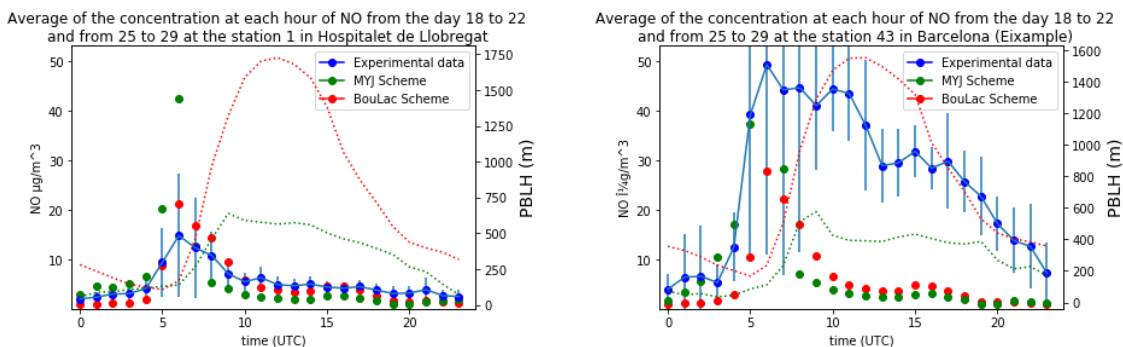 Average of the concentration at each hour of NO from the day 18 to 22
and from 25 to 29 at the station 1 in Hospitalet de Llobregat
Experimental data
MYJ Scheme
BouLac Scheme
50
40
30
20
10
NO µg/m^3
1750
1500
1250
1000
750
500
250
0
PBLH (m)
0
5
10
15
20
time (UTC)
Average of the concentration at each hour of NO from the day 18 to 22
and from 25 to 29 at the station 43 in Barcelona (Eixample)
Experimental data
MYJ Scheme
BouLac Scheme
50
40
30
20
10
NO Î¼g/m^3
1600
1400
1200
1000
800
600
400
200
0
PBLH (m)
0
5
10
15
20
time (UTC)